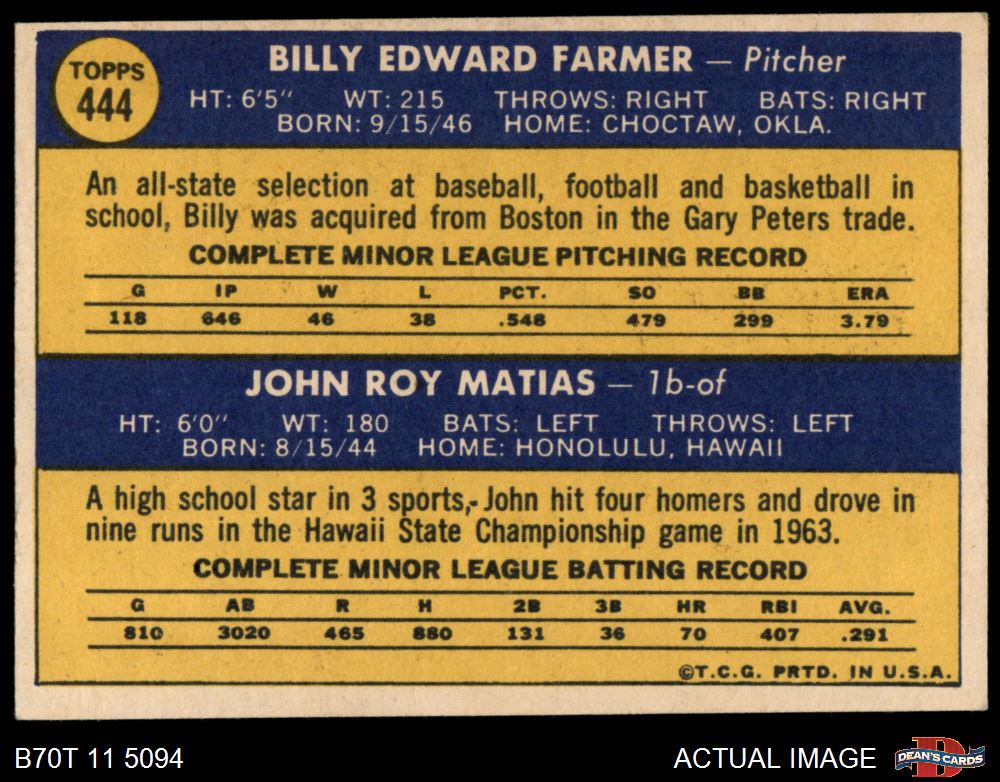 TOPPS
444
BILLY EDWARD FARMER — Pitcher
HT: 6'5" WT: 215 THROWS: RIGHT BATS: RIGHT
BORN: 9/15/46 HOME: CHOCTAW, OKLA.
An all-state selection at baseball, football and basketball in
school, Billy was acquired from Boston in the Gary Peters trade.
COMPLETE MINOR LEAGUE PITCHING RECORD
G IP W L PCT. SO BB ERA
118 646 46 38 .548 479 299 3.79
JOHN ROY MATIAS — 1b-of
HT: 6'0" WT: 180 BATS: LEFT THROWS: LEFT
BORN: 8/15/44 HOME: HONOLULU, HAWAII
A high school star in 3 sports,- John hit four homers and drove in
nine runs in the Hawaii State Championship game in 1963.
COMPLETE MINOR LEAGUE BATTING RECORD
G AB R H 2B 3B HR RBI AVG.
810 3020 465 880 131 36 70 407 .291
©T.C.G. PRTD. IN U.S.A.
B70T 11 5094
ACTUAL IMAGE
D
DEAN'S CARDS